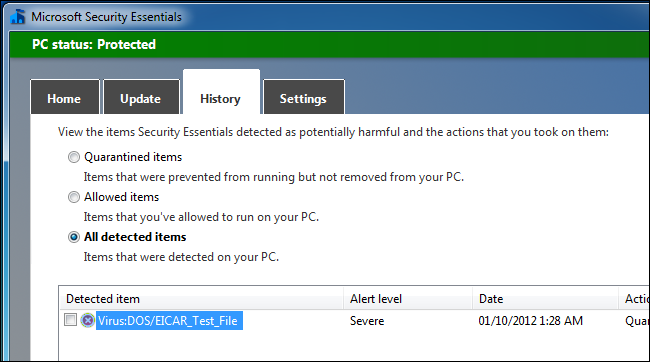 Microsoft Security Essentials
PC status: Protected
Home Update History Settings
View the items Security Essentials detected as potentially harmful and the actions that you took on them:
Quarantined items
Items that were prevented from running but not removed from your PC.
Allowed items
Items that you've allowed to run on your PC.
All detected items
Items that were detected on your PC.
Detected item Alert level Date Actio
Virus:DOS/EICAR_Test_File Severe 01/10/2012 1:28 AM Quar